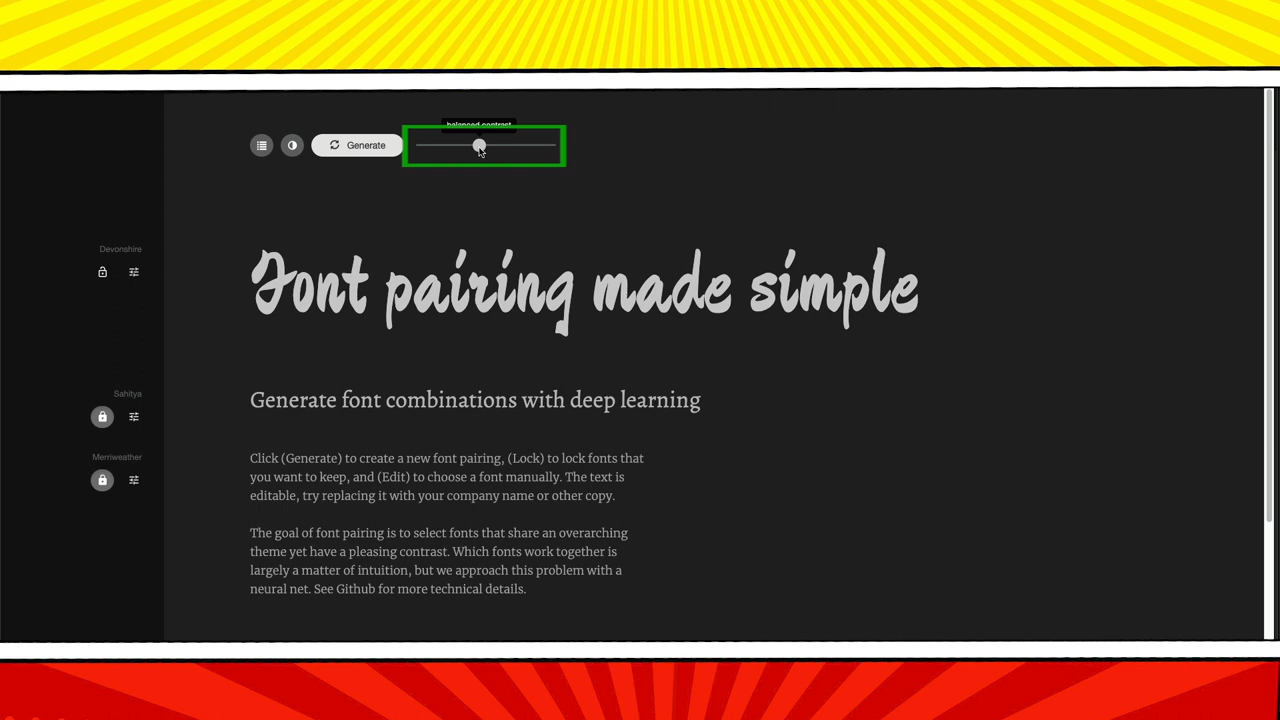 balanced contrast
Generate
Devonshire
Font pairing made simple
Sahitya
Generate font combinations with deep learning
Merriweather
Click (Generate) to create a new font pairing, (Lock) to lock fonts that
you want to keep, and (Edit) to choose a font manually. The text is
editable, try replacing it with your company name or other copy.
The goal of font pairing is to select fonts that share an overarching
theme yet have a pleasing contrast. Which fonts work together is
largely a matter of intuition, but we approach this problem with a
neural net. See Github for more technical details.